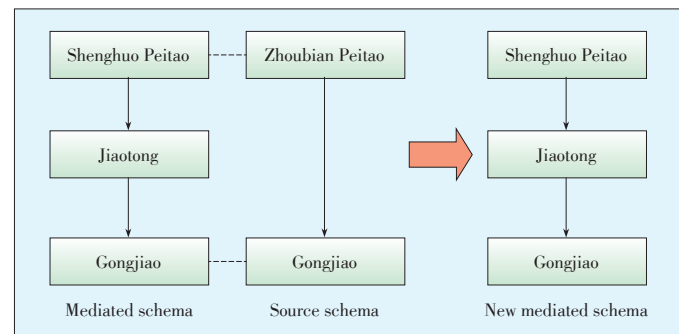 Shenghuo Peitao
Zhoubian Peitao
Shenghuo Peitao
Jiaotong
Jiaotong
Gongjiao
Gongjiao
Gongjiao
Mediated schema
Source schema
New mediated schema